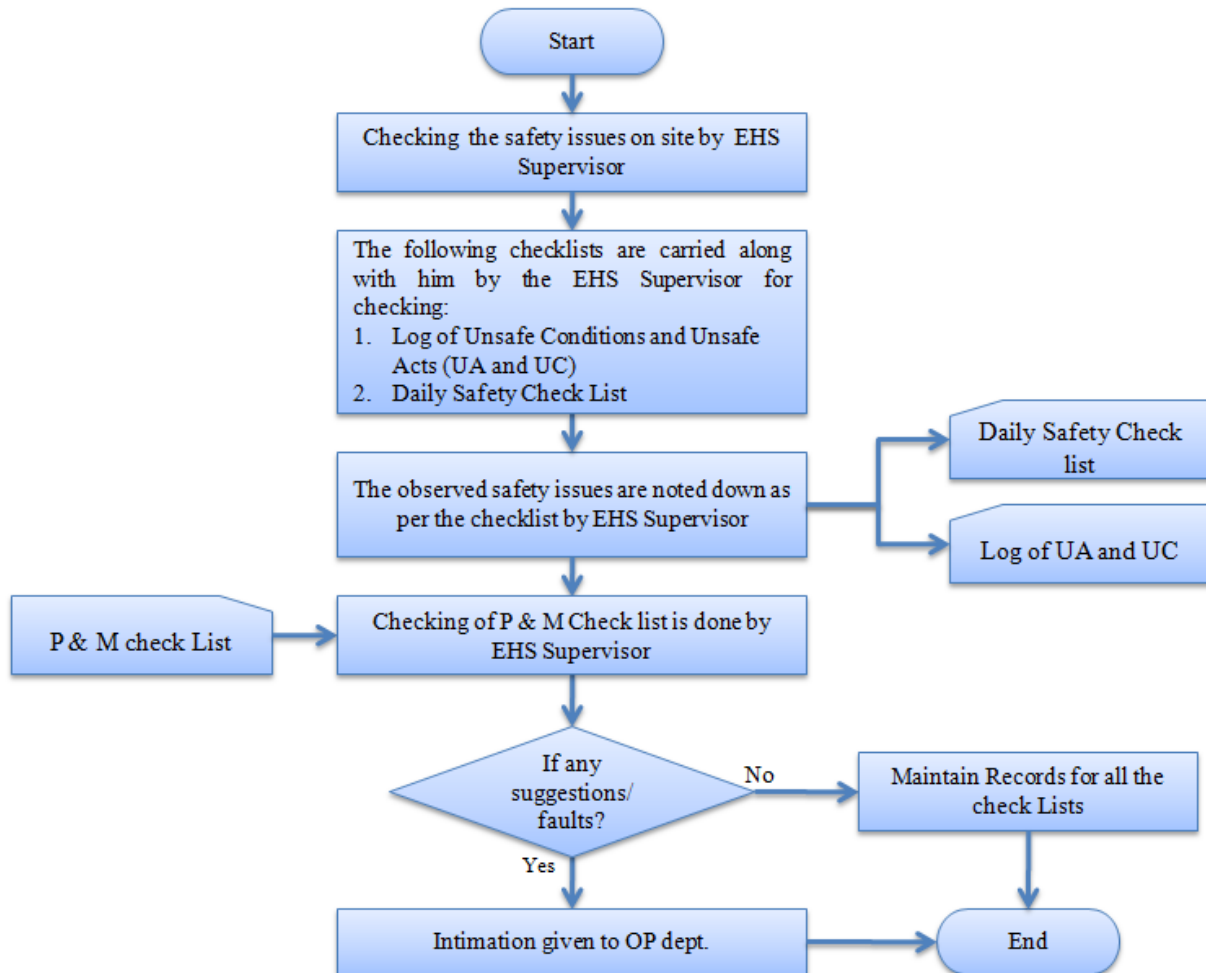 Start
Checking the safety issues on site by EHS
Supervisor
The following checklists are carried along
with him by the EHS Supervisor for
checking:
1. Log of Unsafe Conditions and Unsafe
Acts (UA and UC)
2. Daily Safety Check List
Daily Safety Check
list
The observed safety issues are noted down as
per the checklist by EHS Supervisor
Log of UA and UC
P & M check List
Checking of P & M Check list is done by
EHS Supervisor
If any
suggestions/
faults?
No
Maintain Records for all the
check Lists
Yes
Intimation given to OP dept.
End